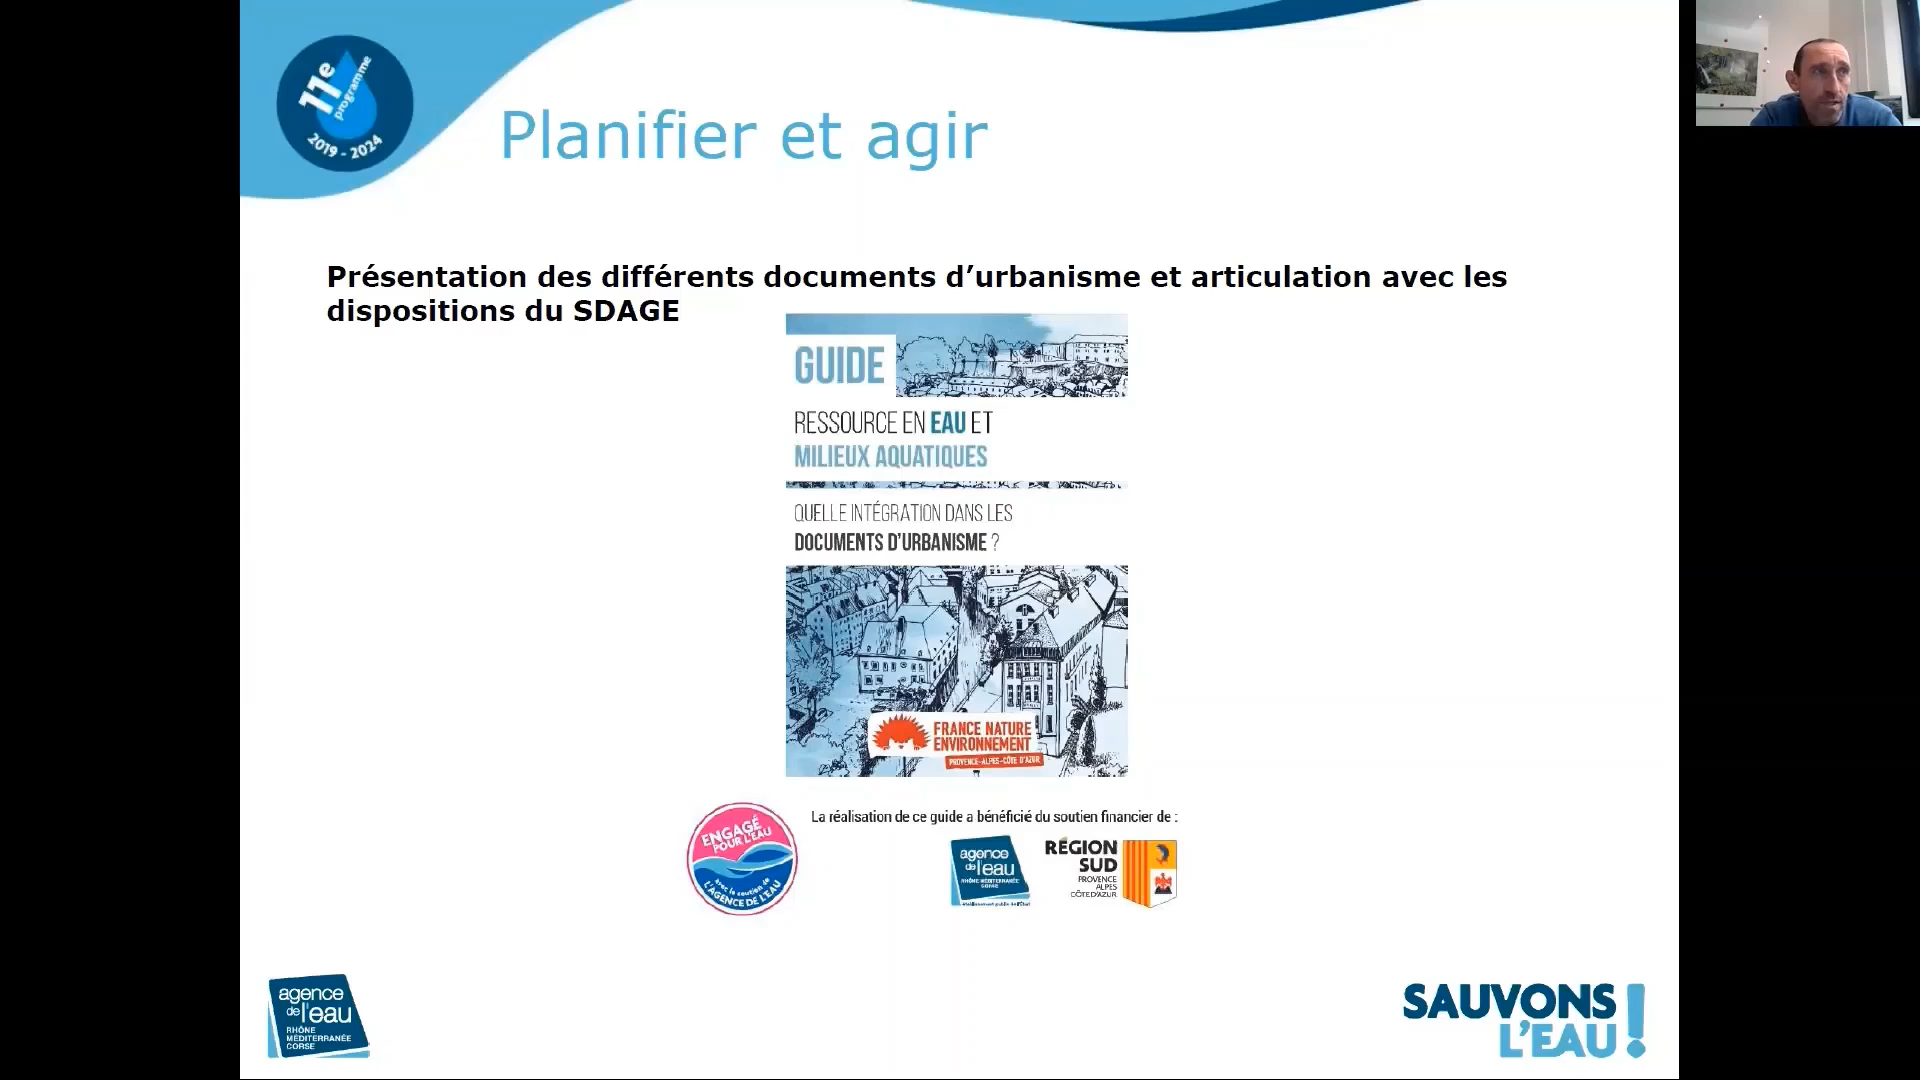 11e
programme
2019 - 2024
Planifier et agir
Présentation des différents documents d’urbanisme et articulation avec les
dispositions du SDAGE
GUIDE
RESSOURCE EN EAU ET
MILIEUX AQUATIQUES
QUELLE INTÉGRATION DANS LES
DOCUMENTS D’URBANISME ?
FRANCE NATURE
ENVIRONNEMENT
PROVENCE-ALPES-CÔTE D’AZUR
La réalisation de ce guide a bénéficié du soutien financier de :
ENGAGÉ
POUR L’EAU
avec le soutien de
L’AGENCE DE L’EAU
agence
de l’eau
RHÔNE MÉDITERRANÉE
CORSE
établissement public de l’État
RÉGION
SUD
PROVENCE
ALPES
CÔTE D’AZUR
agence
de l’eau
RHÔNE
MÉDITERRANÉE
CORSE
SAUVONS
L’EAU !